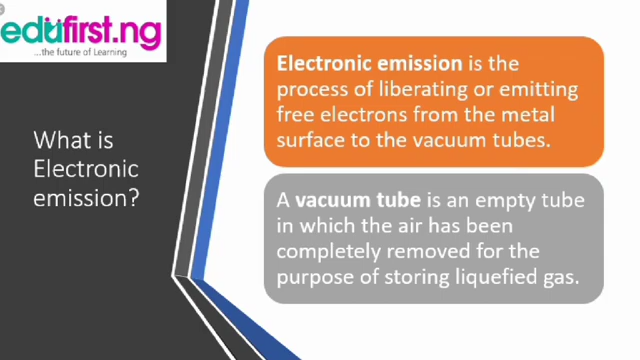 edufirst.ng
...the future of Learning
What is
Electronic
emission?
Electronic emission is the
process of liberating or emitting
free electrons from the metal
surface to the vacuum tubes.
A vacuum tube is an empty tube
in which the air has been
completely removed for the
purpose of storing liquefied gas.